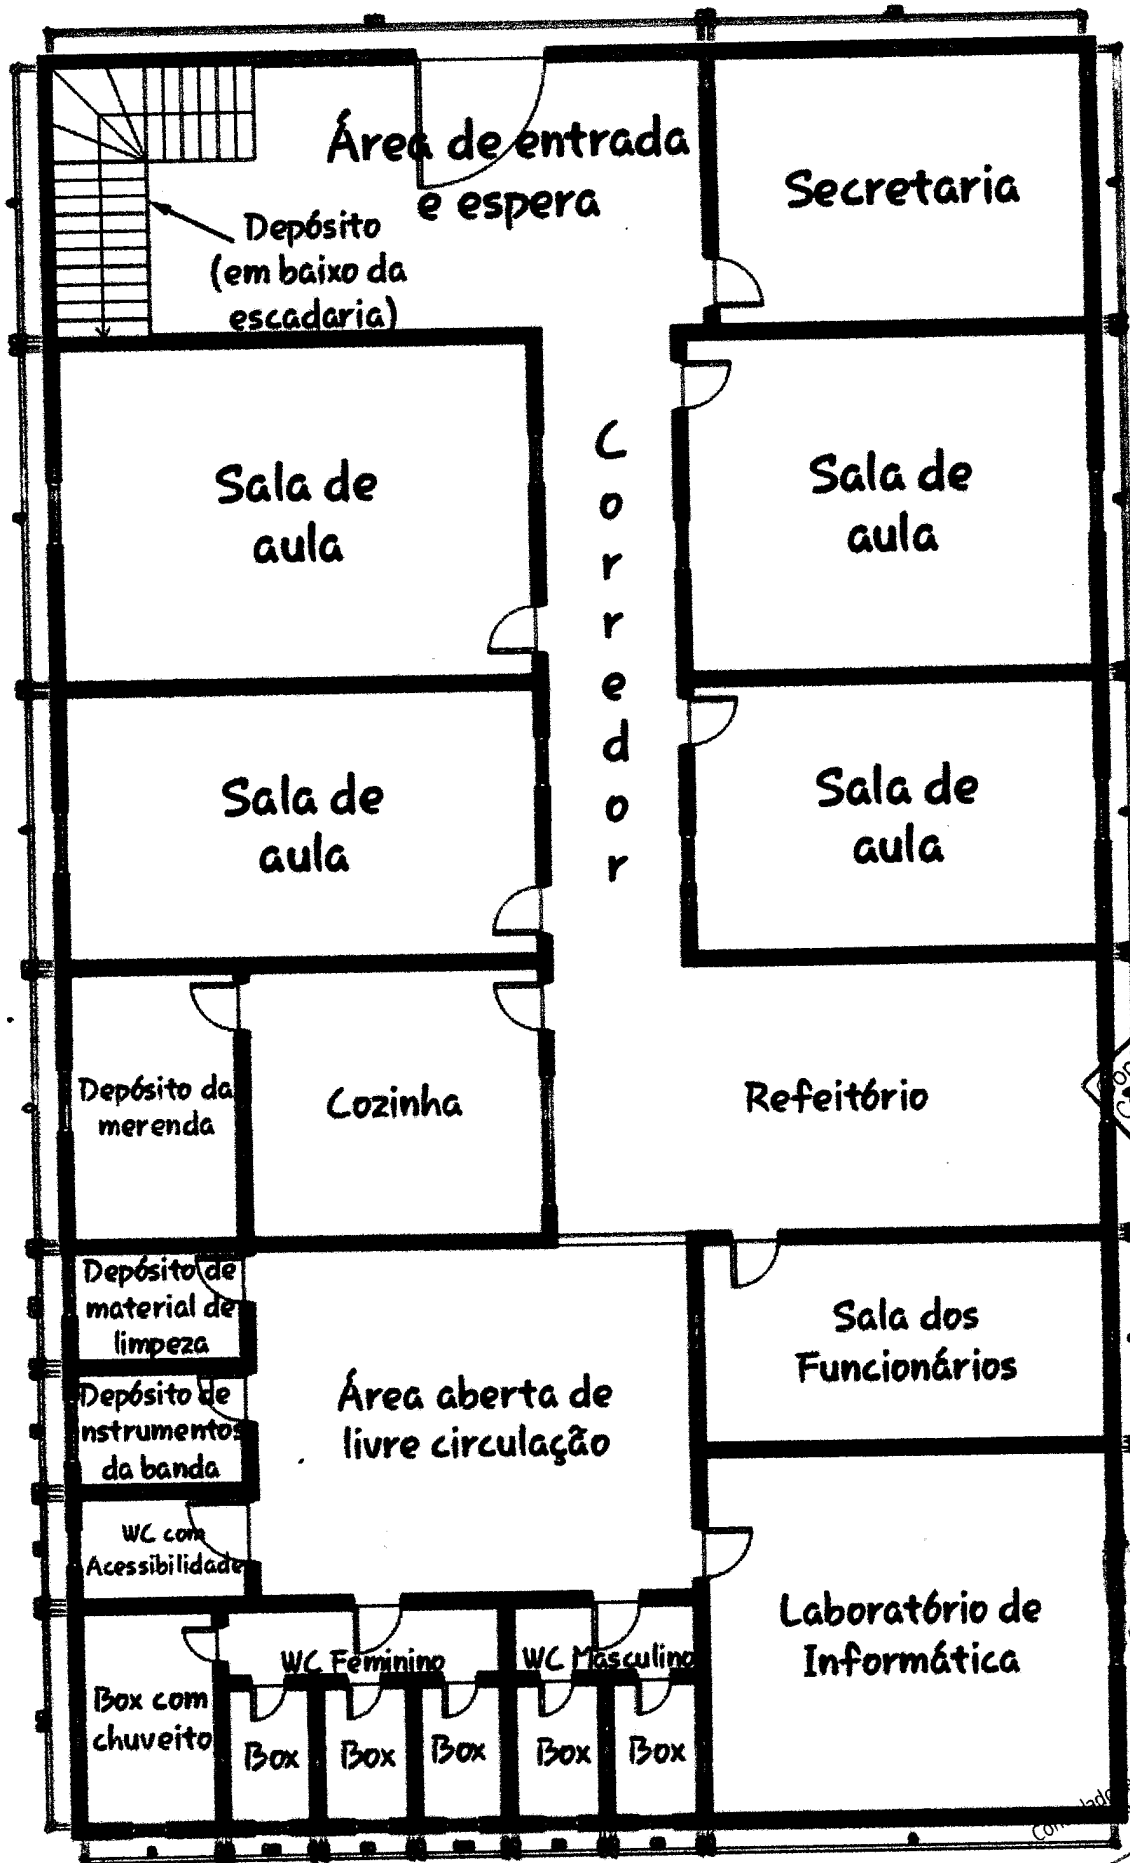 Área de entrada
e espera
Secretaria
Depósito
(em baixo da
escadaria)
Sala de
aula
Sala de
aula
C
o
r
r
e
d
o
r
Sala de
aula
Sala de
aula
Depósito da
merenda
Cozinha
Refeitório
Depósito de
material de
limpeza
Sala dos
Funcionários
Depósito de
nstrumentos
da banda
Área aberta de
livre circulação
WC com
Acessibilidade
Laboratório de
Informática
WC Feminino
WC Masculino
Box com
chuveito
Box
Box
Box
Box
Box